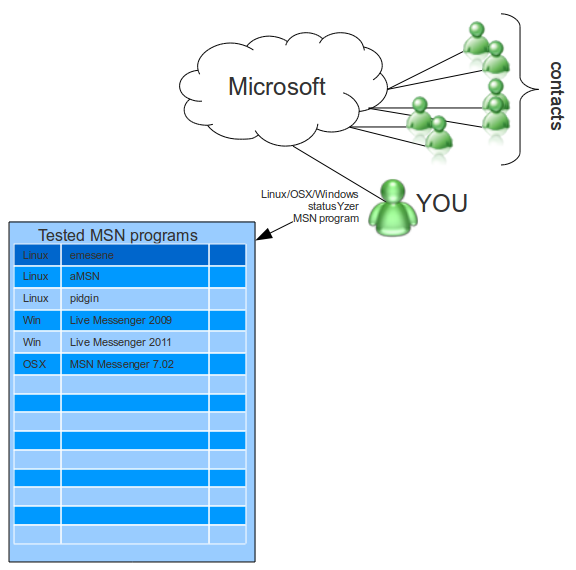 Microsoft
contacts
YOU
Linux/OSX/Windows
statusYzer
MSN program
Tested MSN programs
Linux emesene
Linux aMSN
Linux pidgin
Win Live Messenger 2009
Win Live Messenger 2011
OSX MSN Messenger 7.02